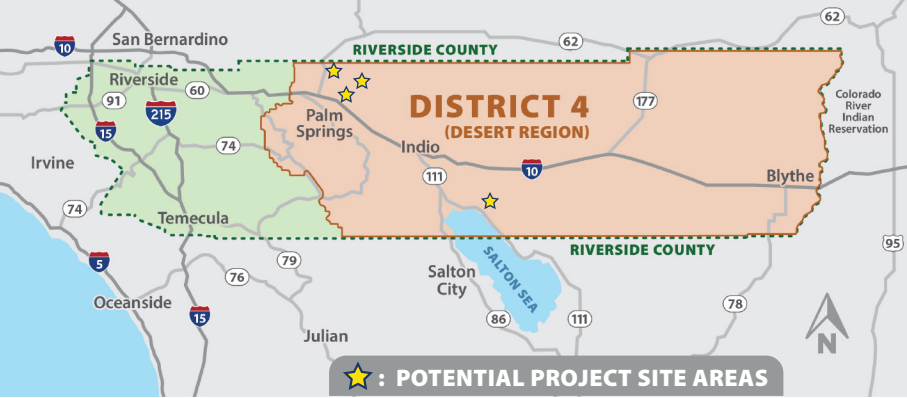 62
10
San Bernardino
RIVERSIDE COUNTY
62
Riverside
60
91
215
DISTRICT 4
(DESERT REGION)
177
Colorado
River
Indian
Reservation
Palm
Springs
15
74
Indio
10
Irvine
111
Blythe
74
Temecula
RIVERSIDE COUNTY
95
5
79
76
Salton
City
SALTON SEA
Oceanside
15
86
111
78
Julian
N
: POTENTIAL PROJECT SITE AREAS